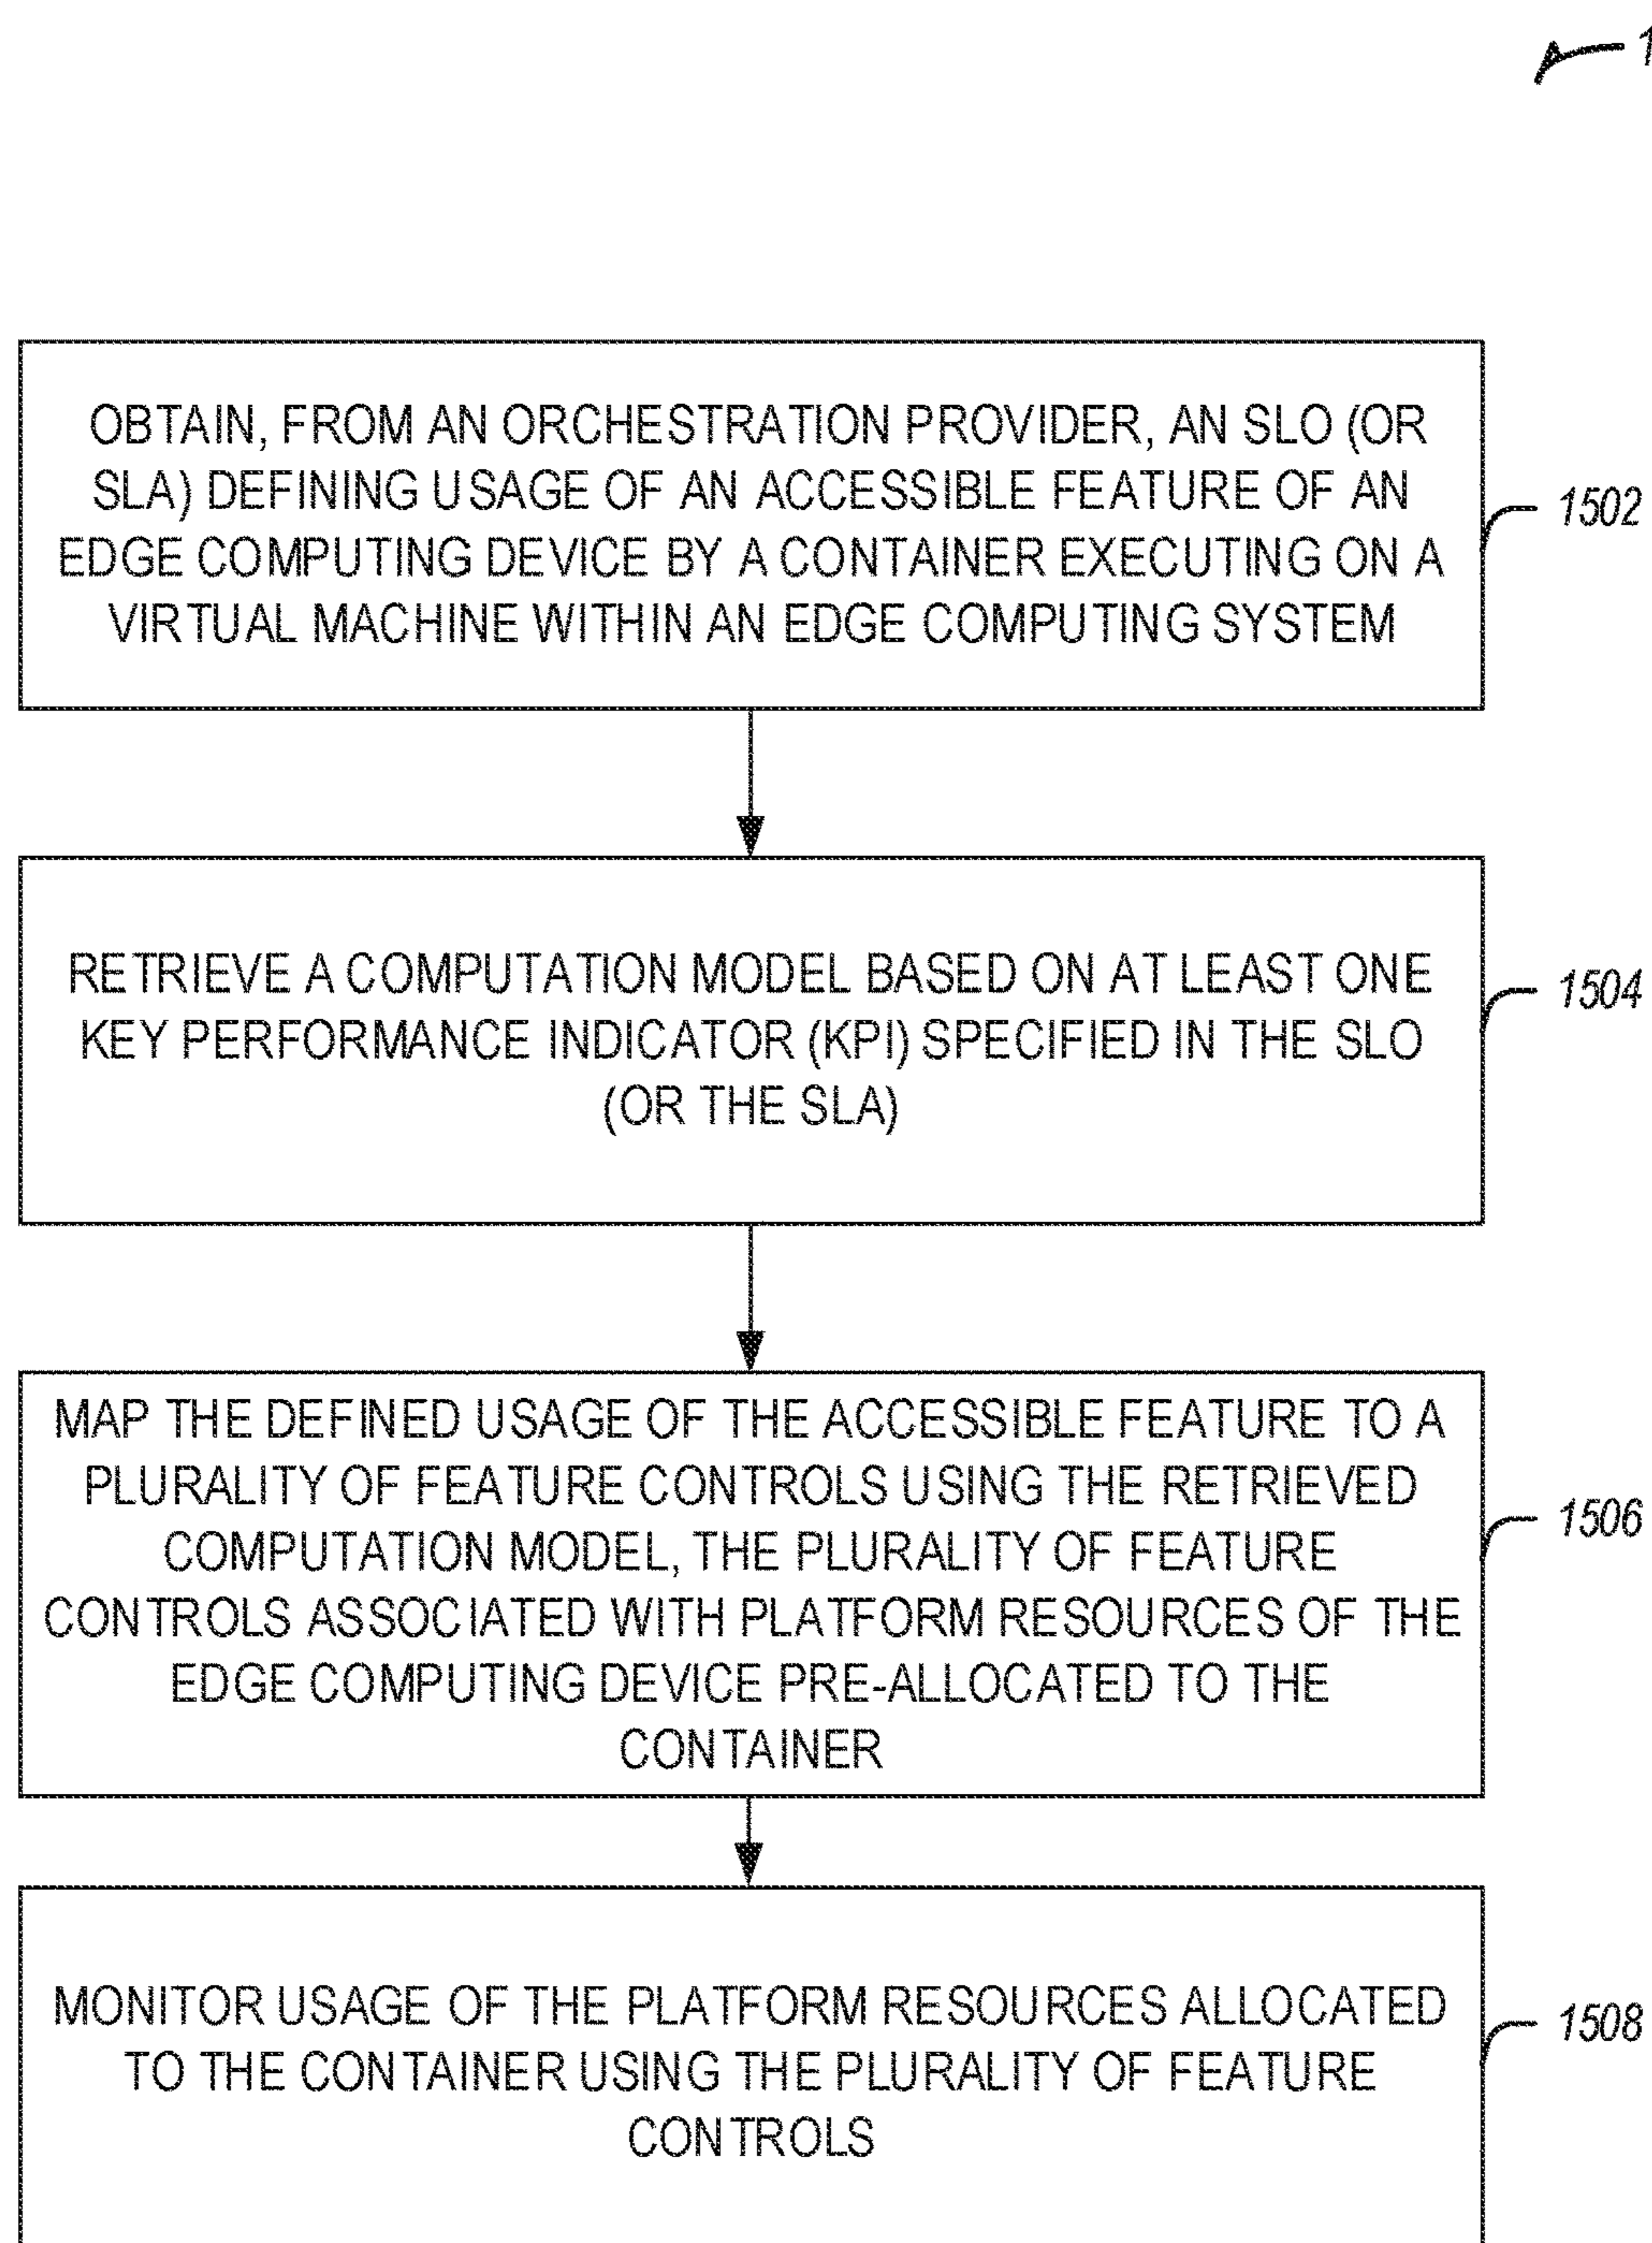 OBTAIN, FROM AN ORCHESTRATION PROVIDER, AN SLO (OR
SLA) DEFINING USAGE OF AN ACCESSIBLE FEATURE OF AN
EDGE COMPUTING DEVICE BY A CONTAINER EXECUTING ON A
VIRTUAL MACHINE WITHIN AN EDGE COMPUTING SYSTEM
1502
RETRIEVE A COMPUTATION MODEL BASED ON AT LEAST ONE
KEY PERFORMANCE INDICATOR (KPI) SPECIFIED IN THE SLO
(OR THE SLA)
1504
MAP THE DEFINED USAGE OF THE ACCESSIBLE FEATURE TO A
PLURALITY OF FEATURE CONTROLS USING THE RETRIEVED
COMPUTATION MODEL, THE PLURALITY OF FEATURE
CONTROLS ASSOCIATED WITH PLATFORM RESOURCES OF THE
EDGE COMPUTING DEVICE PRE-ALLOCATED TO THE
CONTAINER
1506
MONITOR USAGE OF THE PLATFORM RESOURCES ALLOCATED
TO THE CONTAINER USING THE PLURALITY OF FEATURE
CONTROLS
1508